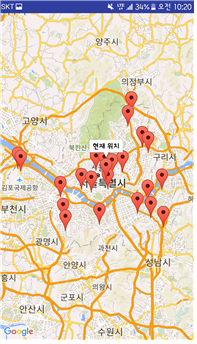 SKT 34% 오전 10:20
양주시
의정부시
고양시
북한산
현재 위치
구리시
김포국제공항
서울특별시
부천시
광명시
과천시
성남시
안양시
의왕시
군포시
안산시
수원시
Google